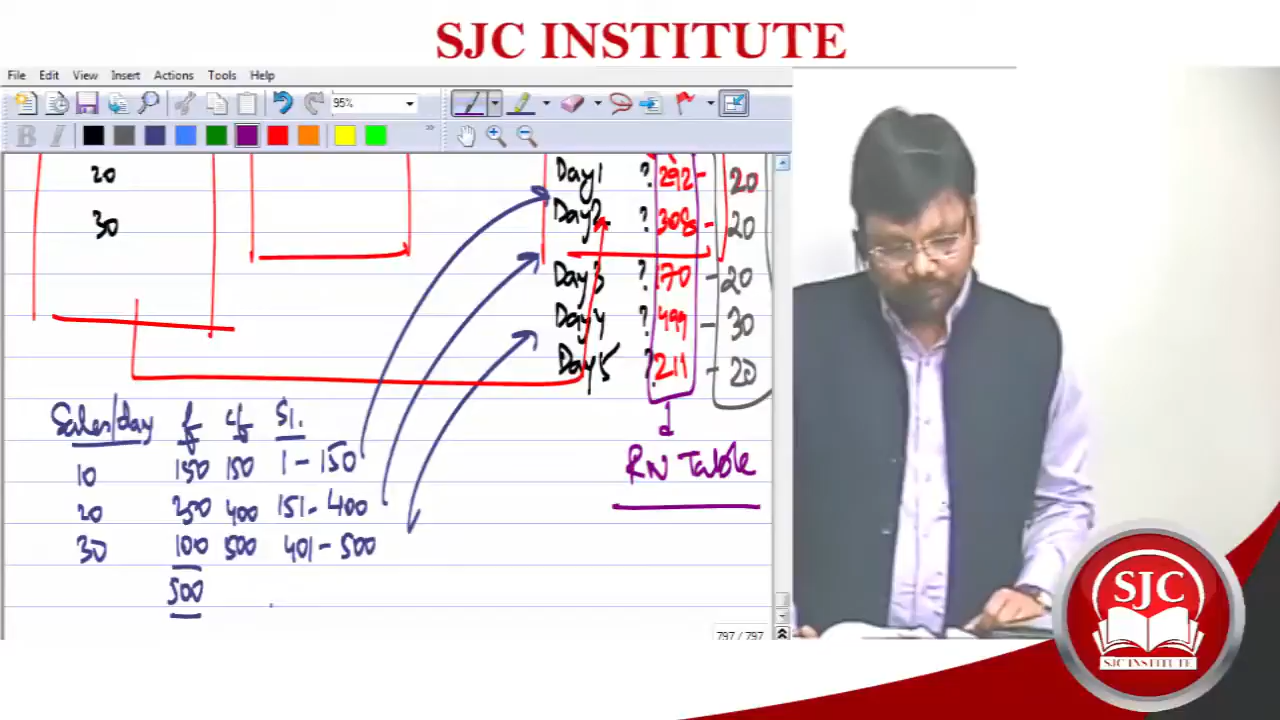 SJC INSTITUTE
File Edit View Insert Actions Tools Help
95%
B I
20
30
Day1 ? 292 - 20
Day2 ? 308 - 20
Day3 ? 170 - 20
Day4 ? 499 - 30
Day5 ? 211 - 20
RN Table
Sales/day f cf S1.
10 150 150 1 - 150
20 250 400 151 - 400
30 100 500 401 - 500
500
797 / 797
SJC
SJC INSTITUTE